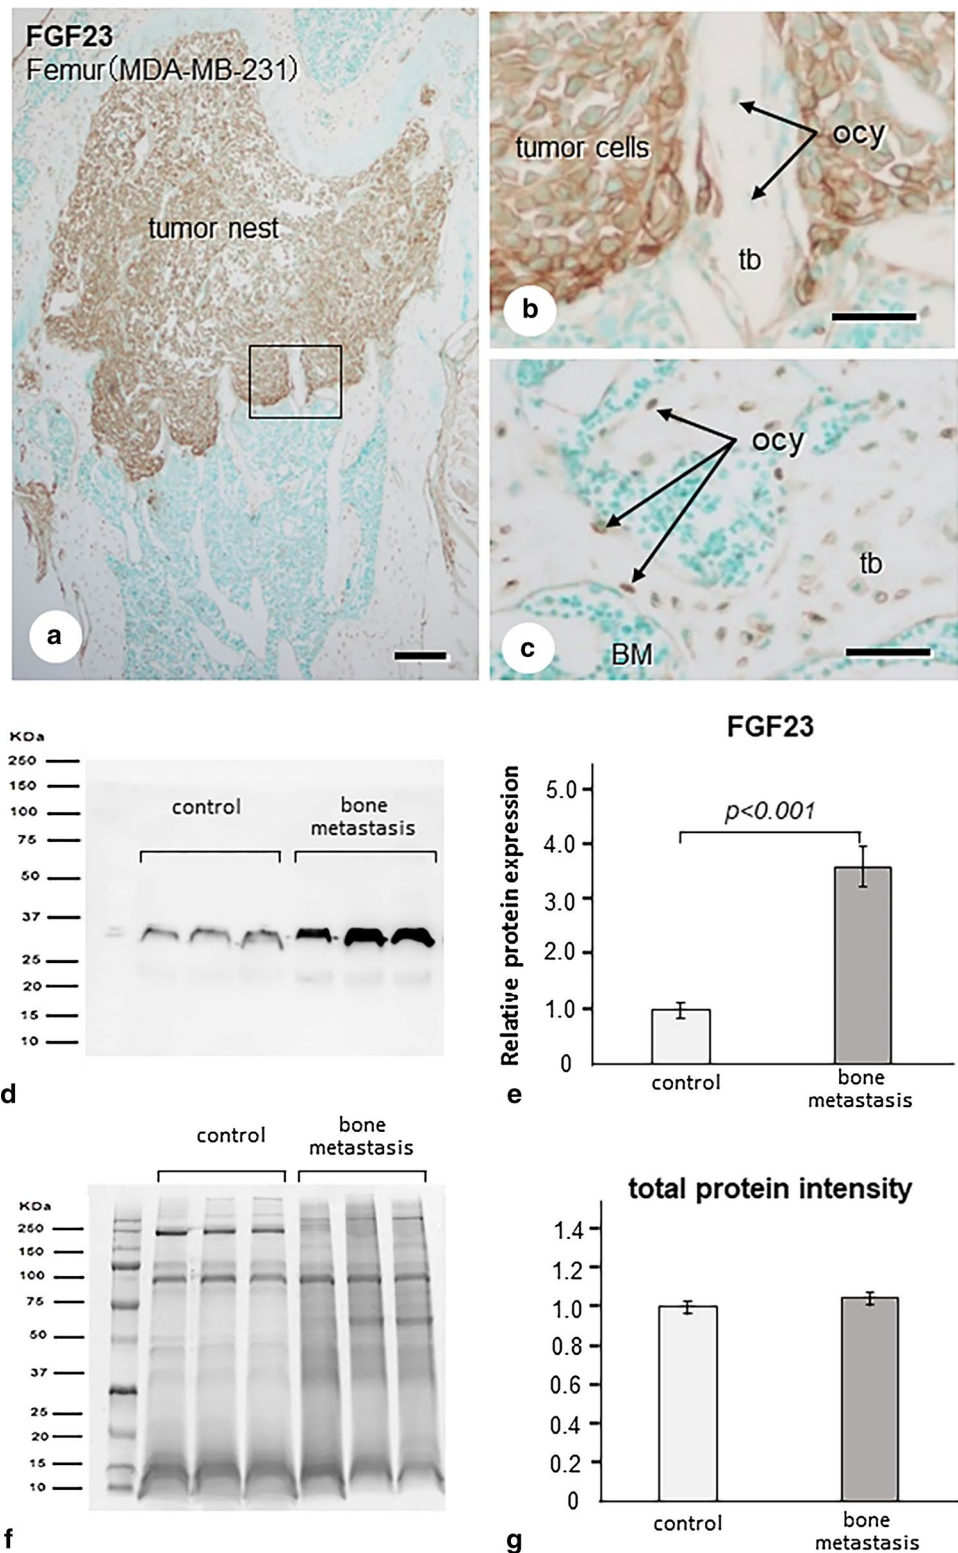 FGF23
Femur(MDA-MB-231)
tumor nest
a
tumor cells
ocy
tb
b
ocy
tb
BM
c
KDa
250
150
100
75
50
37
25
20
15
10
control
bone
metastasis
d
FGF23
Relative protein expression
5.0
4.0
3.0
2.0
1.0
0
p<0.001
control
bone
metastasis
e
control
bone
metastasis
KDa
250
150
100
75
50
37
25
20
15
10
f
total protein intensity
1.4
1.2
1.0
0.8
0.6
0.4
0.2
0
control
bone
metastasis
g